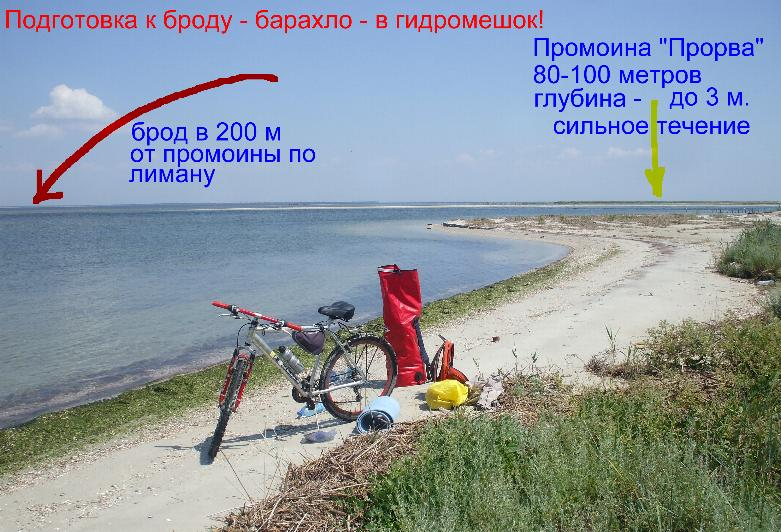 Подготовка к броду - барахло - в гидромешок!
Промоина "Прорва"
80-100 метров
глубина - до 3 м.
сильное течение
брод в 200 м
от промоины по
лиману